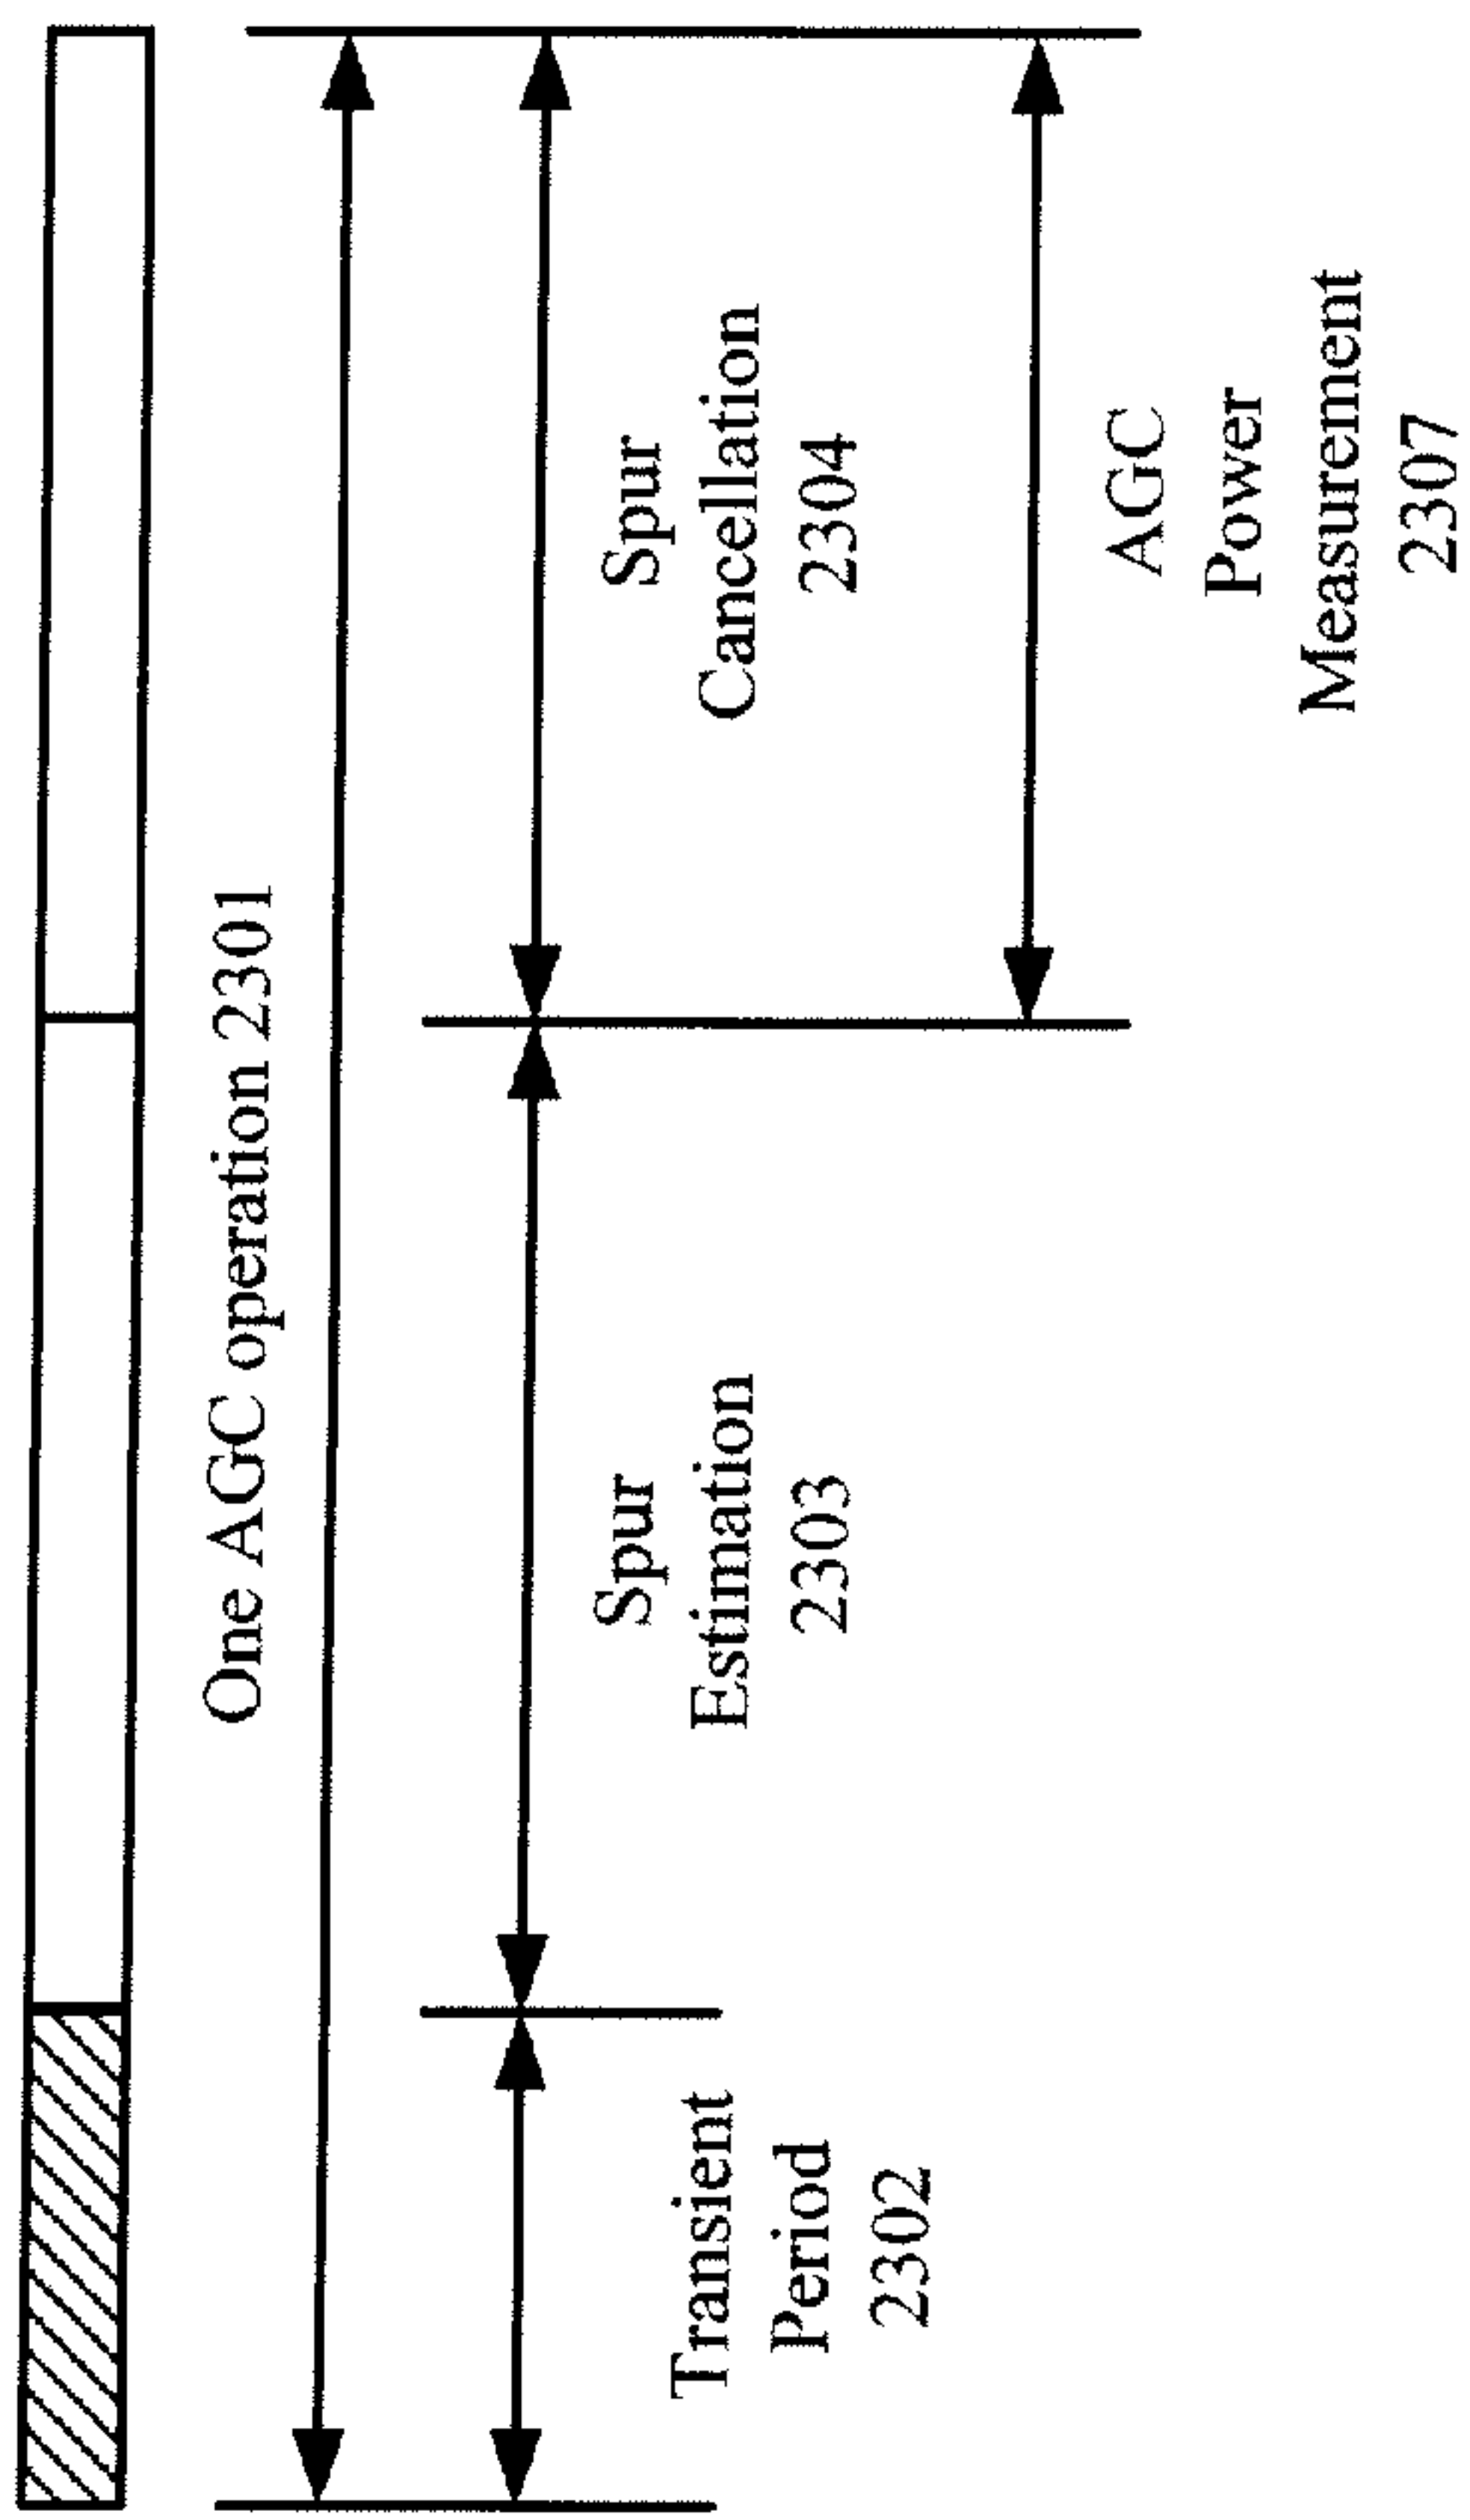 One AGC operation 2301
Transient
Period
2302
Spur
Estimation
2303
Spur
Cancellation
2304
AGC
Power
Measurement
2307